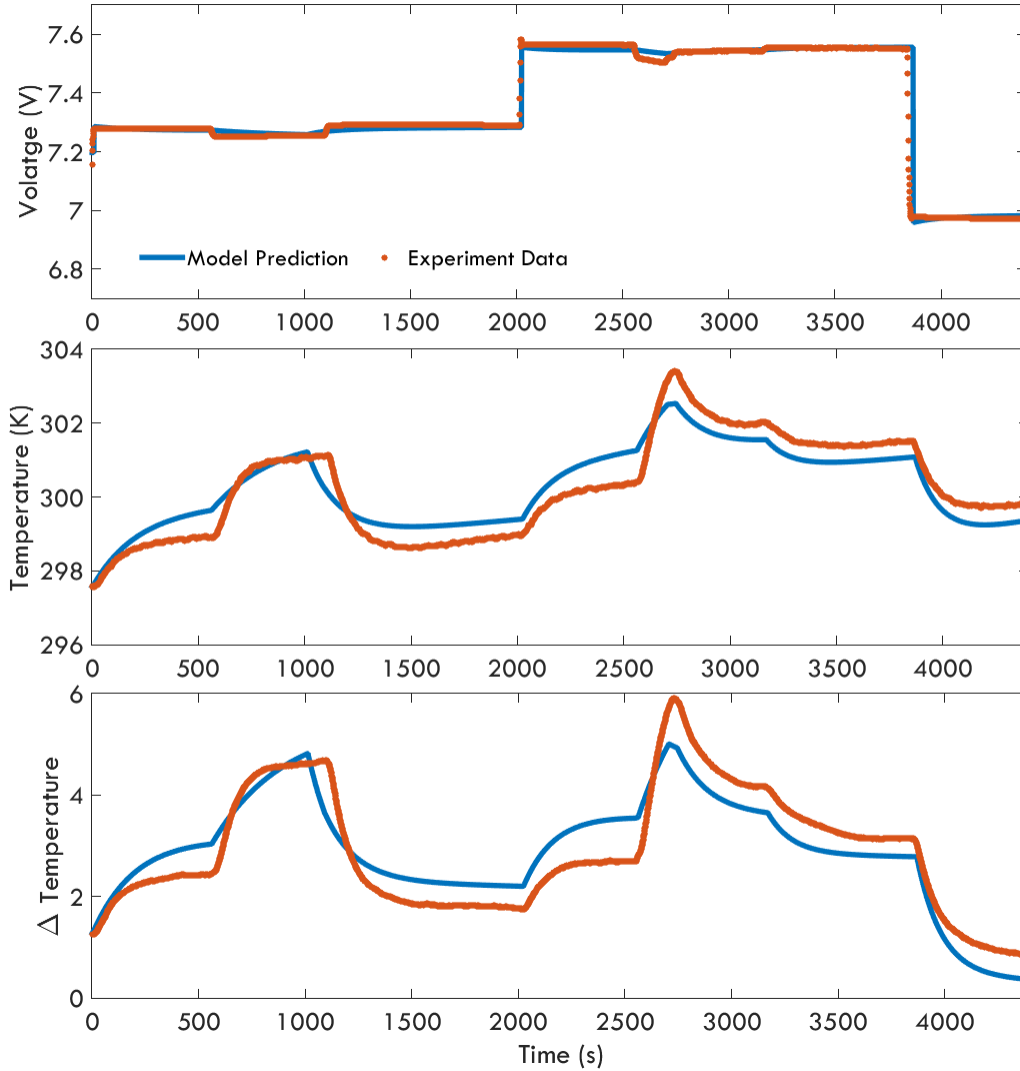 7.6
7.4
7.2
7
6.8
Volatge (V)
Model Prediction Experiment Data
0 500 1000 1500 2000 2500 3000 3500 4000
304
302
300
298
296
Temperature (K)
0 500 1000 1500 2000 2500 3000 3500 4000
6
4
2
0
Δ Temperature
0 500 1000 1500 2000 2500 3000 3500 4000
Time (s)